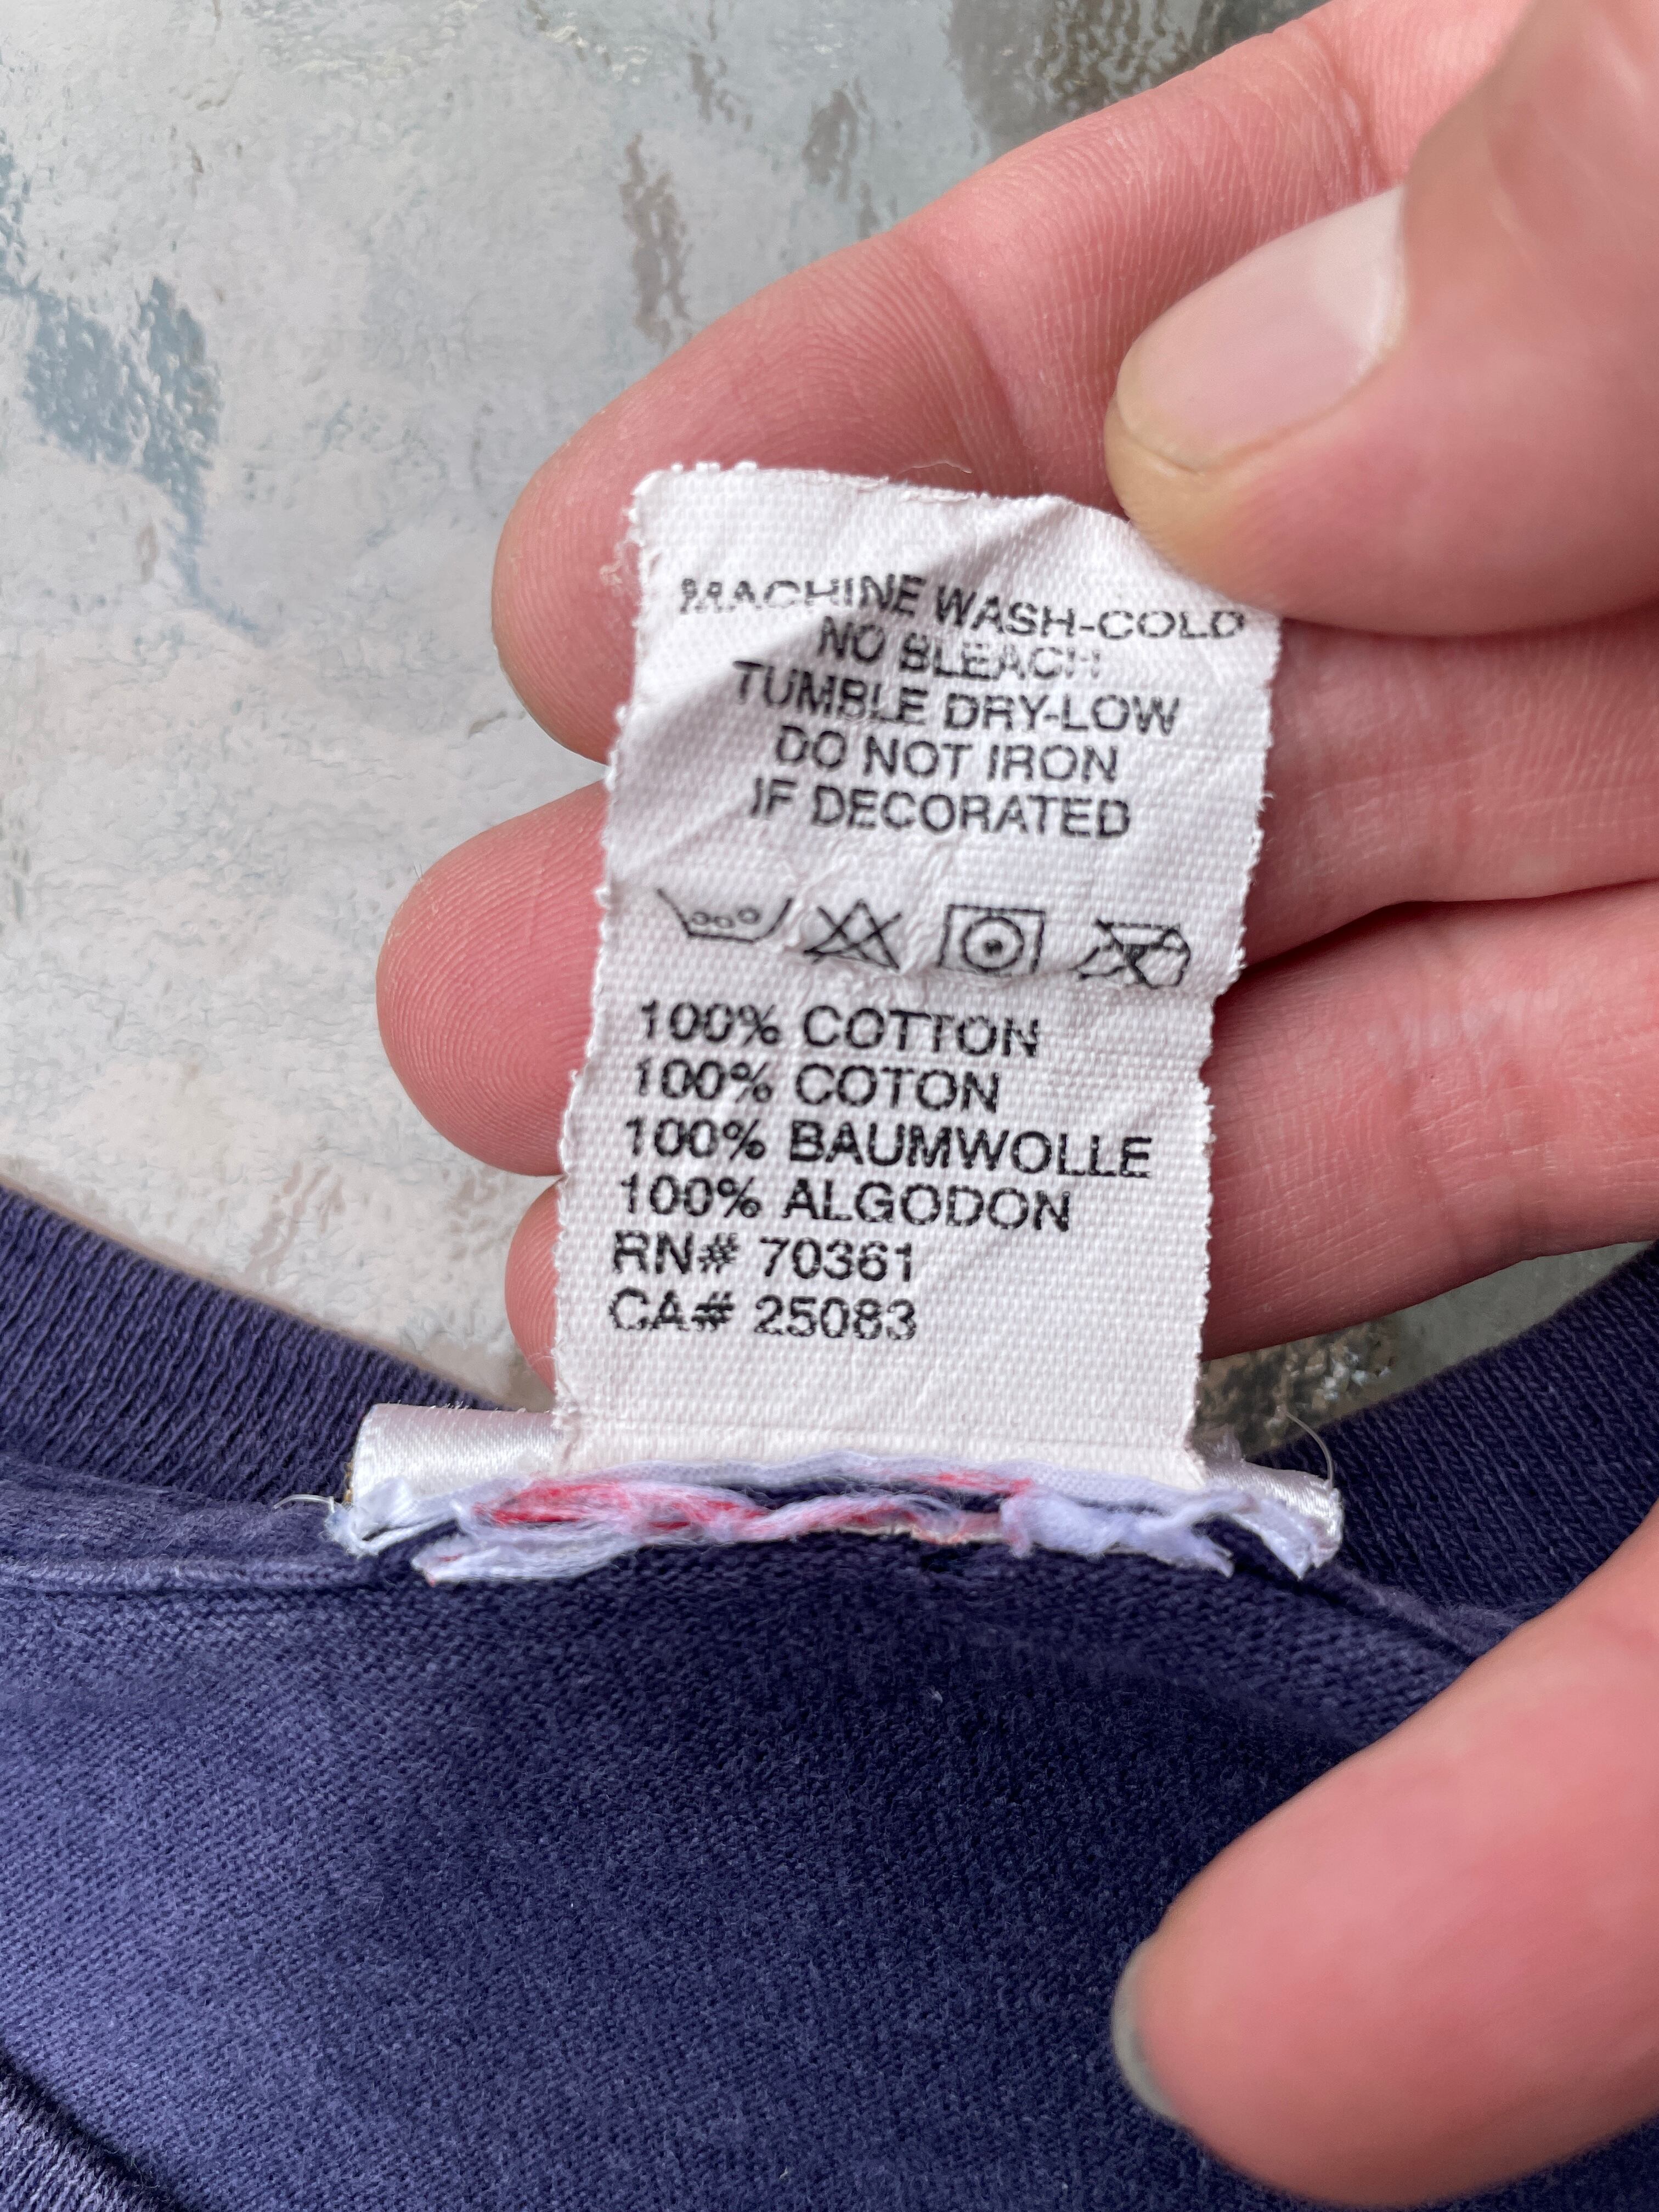 MACHINE WASH-COLD
NO BLEACH
TUMBLE DRY-LOW
DO NOT IRON
IF DECORATED
100% COTTON
100% COTON
100% BAUMWOLLE
100% ALGODON
RN# 70361
CA# 25083